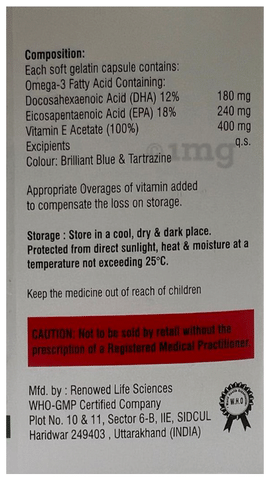 Composition:
Each soft gelatin capsule contains:
Omega-3 Fatty Acid Containing:
Docosahexaenoic Acid (DHA) 12% 180 mg
Eicosapentaenoic Acid (EPA) 18% 240 mg
Vitamin E Acetate (100%) 400 mg
Excipients q.s.
Colour: Brilliant Blue & Tartrazine
1mg
Appropriate Overages of vitamin added
to compensate the loss on storage.
Storage : Store in a cool, dry & dark place.
Protected from direct sunlight, heat & moisture at a
temperature not exceeding 25°C.
Keep the medicine out of reach of children
CAUTION: Not to be sold by retail without the
prescription of a Registered Medical Practitioner
Mfd. by : Renowed Life Sciences
WHO-GMP Certified Company
Plot No. 10 & 11, Sector 6-B, IIE, SIDCUL
Haridwar 249403 , Uttarakhand (INDIA)
W.H.O